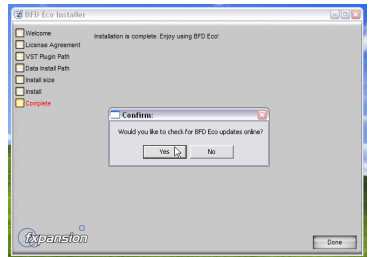 BFD Eco Installer
Welcome
License Agreement
VST Plugin Path
Data Install Path
Install size
Install
Complete
Installation is complete. Enjoy using BFD Eco!
Confirm:
Would you like to check for BFD Eco updates online?
Yes
No
fxpansion
Done